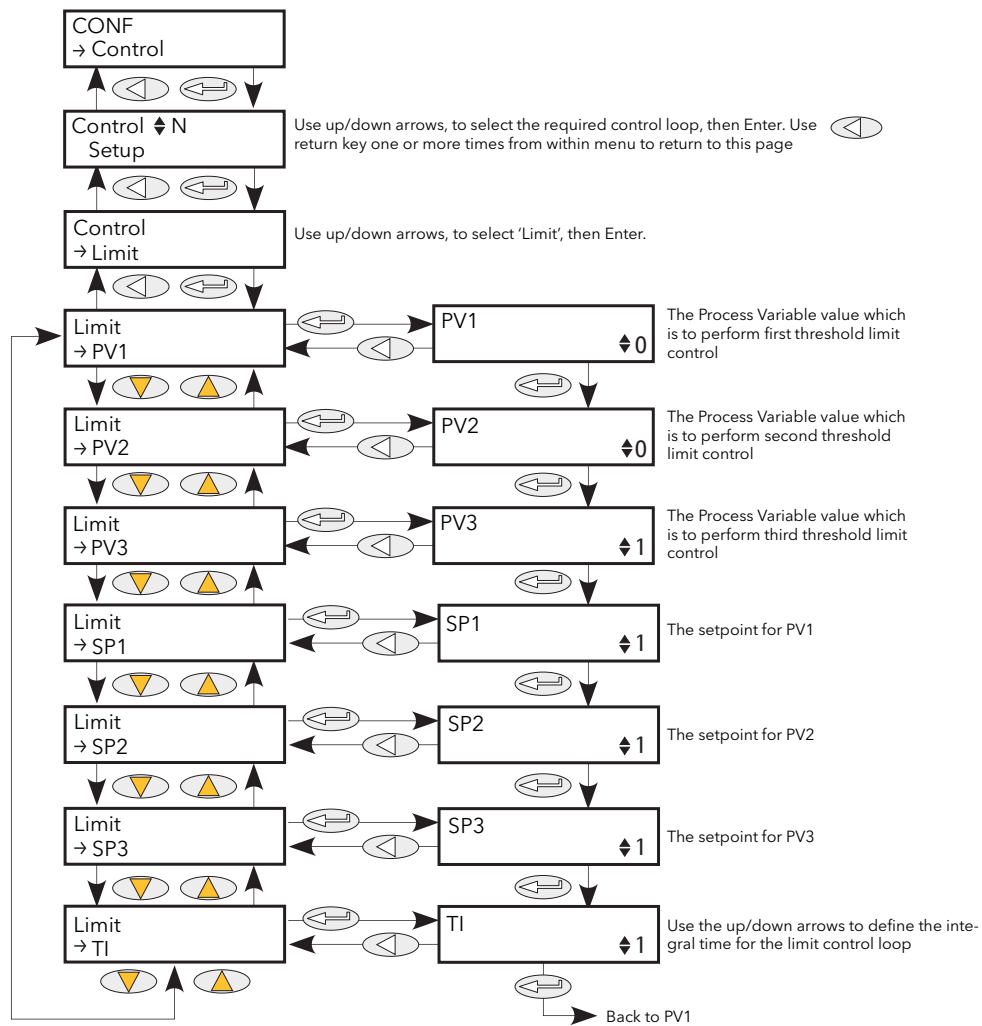 CONF
→ Control
Control ♦ N
Setup
Use up/down arrows, to select the required control loop, then Enter. Use
return key one or more times from within menu to return to this page
Control
→ Limit
Use up/down arrows, to select ‘Limit’, then Enter.
Limit
→ PV1
PV1
♦0
The Process Variable value which
is to perform first threshold limit
control
Limit
→ PV2
PV2
♦0
The Process Variable value which
is to perform second threshold
limit control
Limit
→ PV3
PV3
♦1
The Process Variable value which
is to perform third threshold limit
control
Limit
→ SP1
SP1
♦1
The setpoint for PV1
Limit
→ SP2
SP2
♦1
The setpoint for PV2
Limit
→ SP3
SP3
♦1
The setpoint for PV3
Limit
→ TI
TI
♦1
Use the up/down arrows to define the inte-
gral time for the limit control loop
Back to PV1